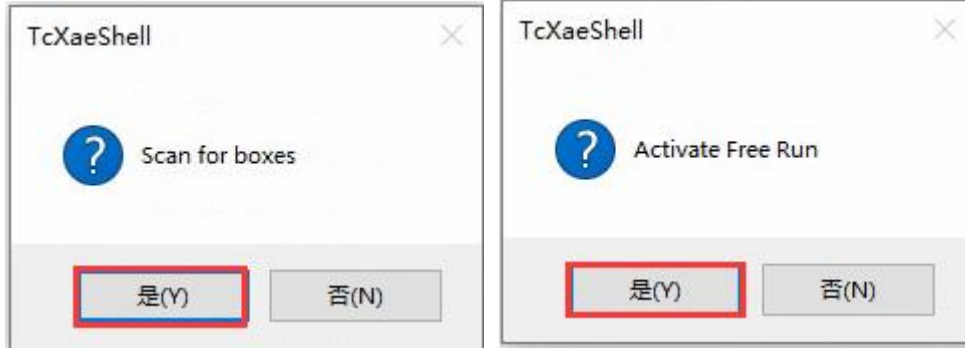 TcXaeShell
Scan for boxes
是(Y)
否(N)
TcXaeShell
Activate Free Run
是(Y)
否(N)